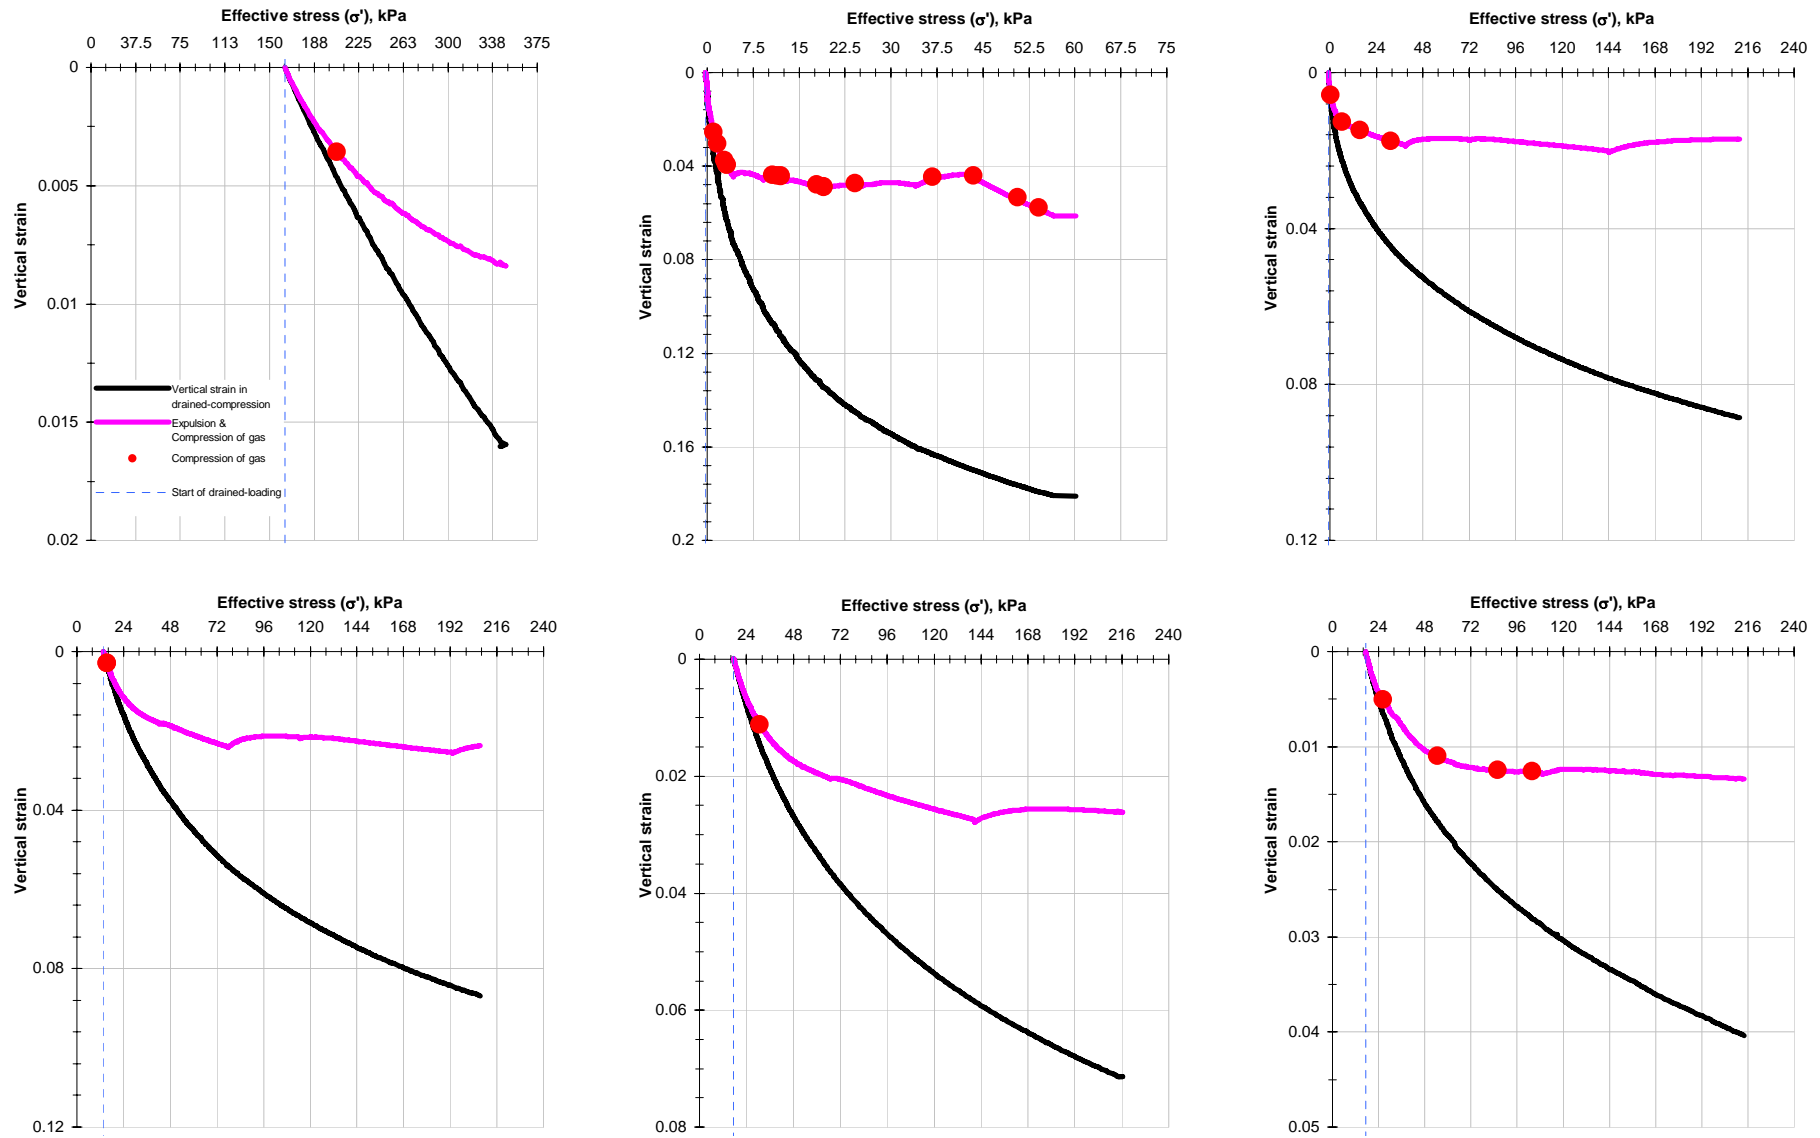 Effective stress (σ'), kPa
0 37.5 75 113 150 188 225 263 300 338 375
0
0.005
0.01
0.015
0.02
Vertical strain
Vertical strain in
drained-compression
Expulsion &
Compression of gas
Compression of gas
Start of drained-loading
Effective stress (σ'), kPa
0 7.5 15 22.5 30 37.5 45 52.5 60 67.5 75
0
0.04
0.08
0.12
0.16
0.2
Vertical strain
Effective stress (σ'), kPa
0 24 48 72 96 120 144 168 192 216 240
0
0.04
0.08
0.12
Vertical strain
Effective stress (σ'), kPa
0 24 48 72 96 120 144 168 192 216 240
0
0.04
0.08
0.12
Vertical strain
Effective stress (σ'), kPa
0 24 48 72 96 120 144 168 192 216 240
0
0.02
0.04
0.06
0.08
Vertical strain
Effective stress (σ'), kPa
0 24 48 72 96 120 144 168 192 216 240
0
0.01
0.02
0.03
0.04
0.05
Vertical strain